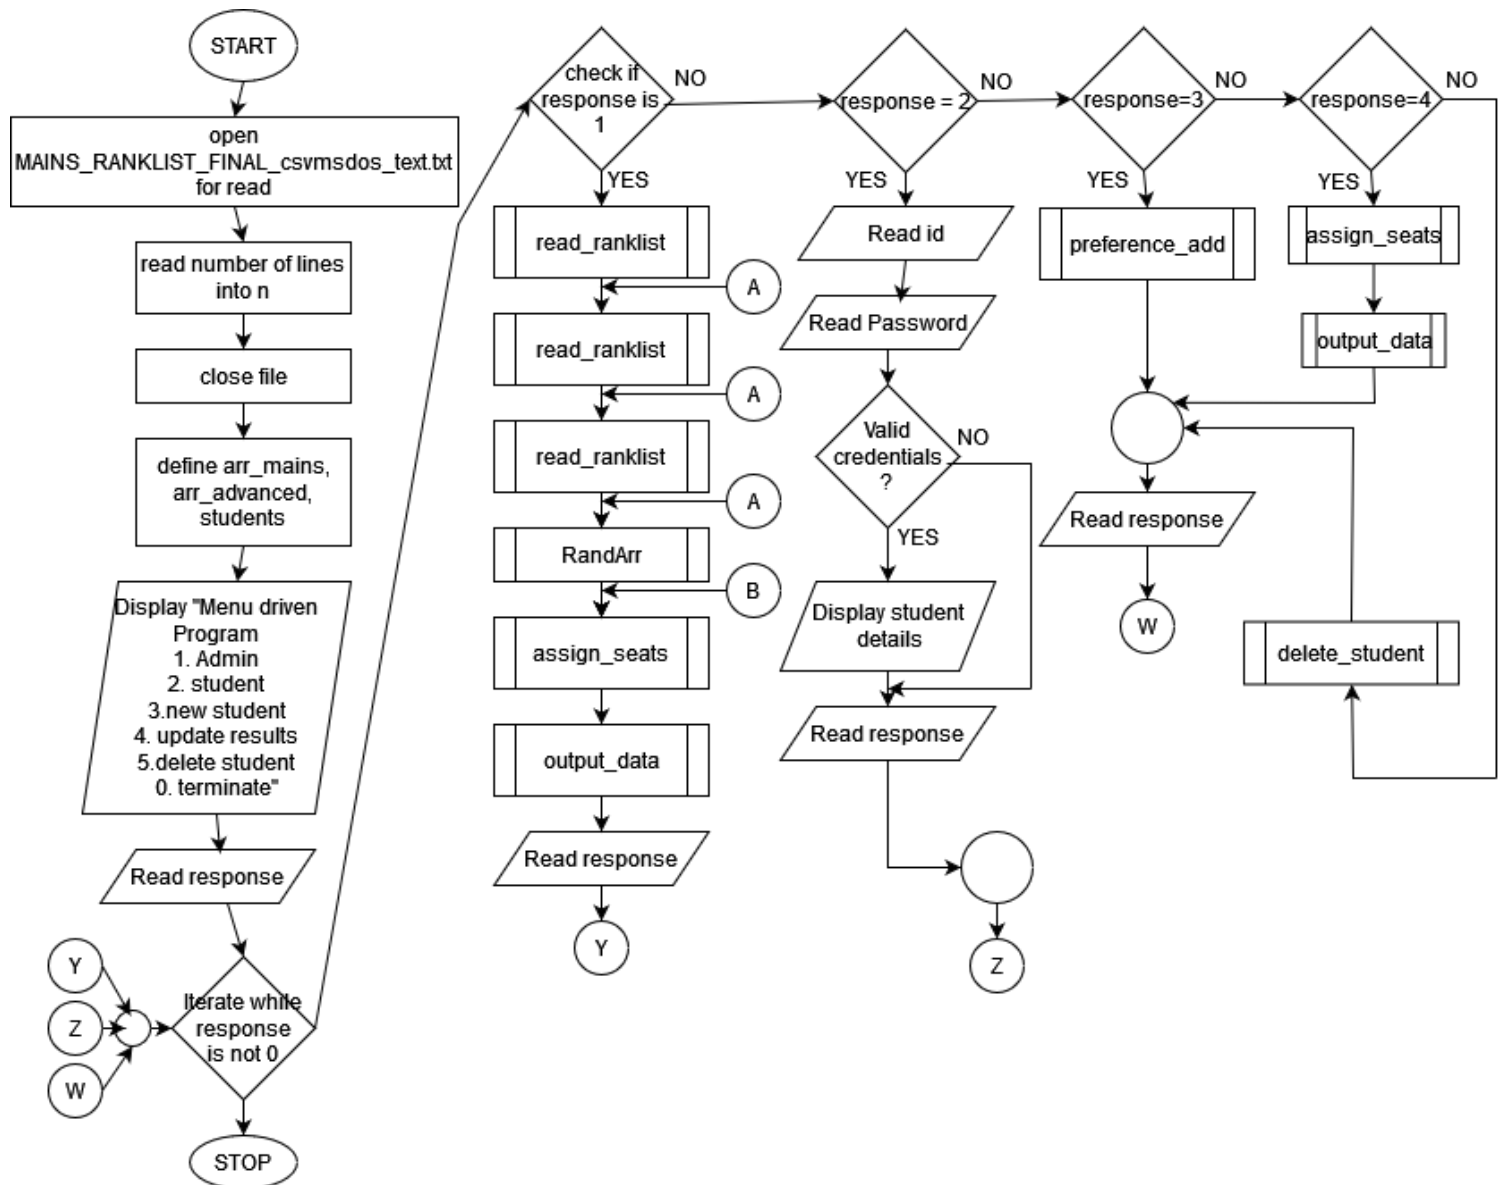 START
open
MAINS_RANKLIST_FINAL_csvmsdos_text.txt
for read
read number of lines
into n
close file
define arr_mains,
arr_advanced,
students
Display "Menu driven
Program
1. Admin
2. student
3.new student
4. update results
5.delete student
0. terminate"
Read response
Y
Z
W
Iterate while
response
is not 0
STOP
check if
response is
1
NO
YES
read_ranklist
A
read_ranklist
A
read_ranklist
A
RandArr
B
assign_seats
output_data
Read response
Y
response = 2
NO
YES
Read id
Read Password
Valid
credentials
?
NO
YES
Display student
details
Read response
Z
response=3
NO
YES
preference_add
Read response
W
response=4
NO
YES
assign_seats
output_data
delete_student